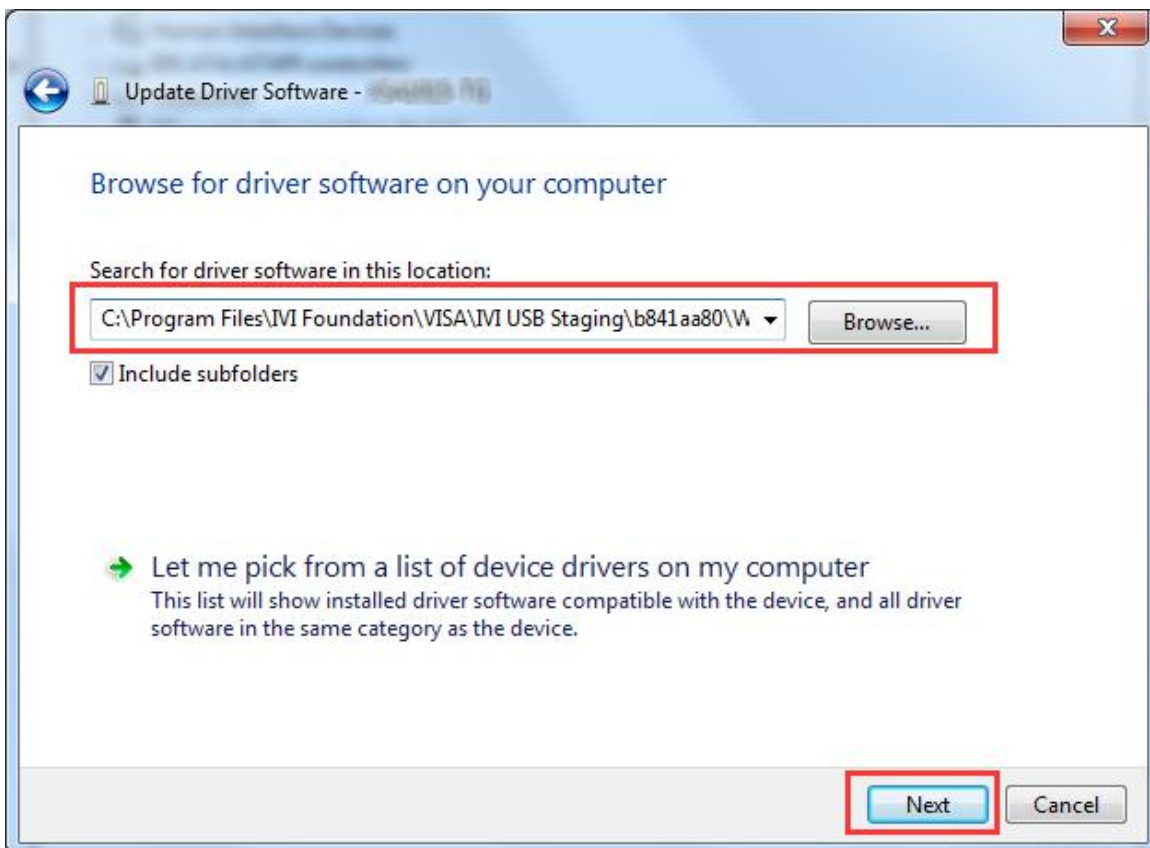 Update Driver Software -
Browse for driver software on your computer
Search for driver software in this location:
C:\Program Files\IVI Foundation\VISA\IVI USB Staging\b841aa80\W
Browse...
Include subfolders
Let me pick from a list of device drivers on my computer
This list will show installed driver software compatible with the device, and all driver
software in the same category as the device.
Next
Cancel